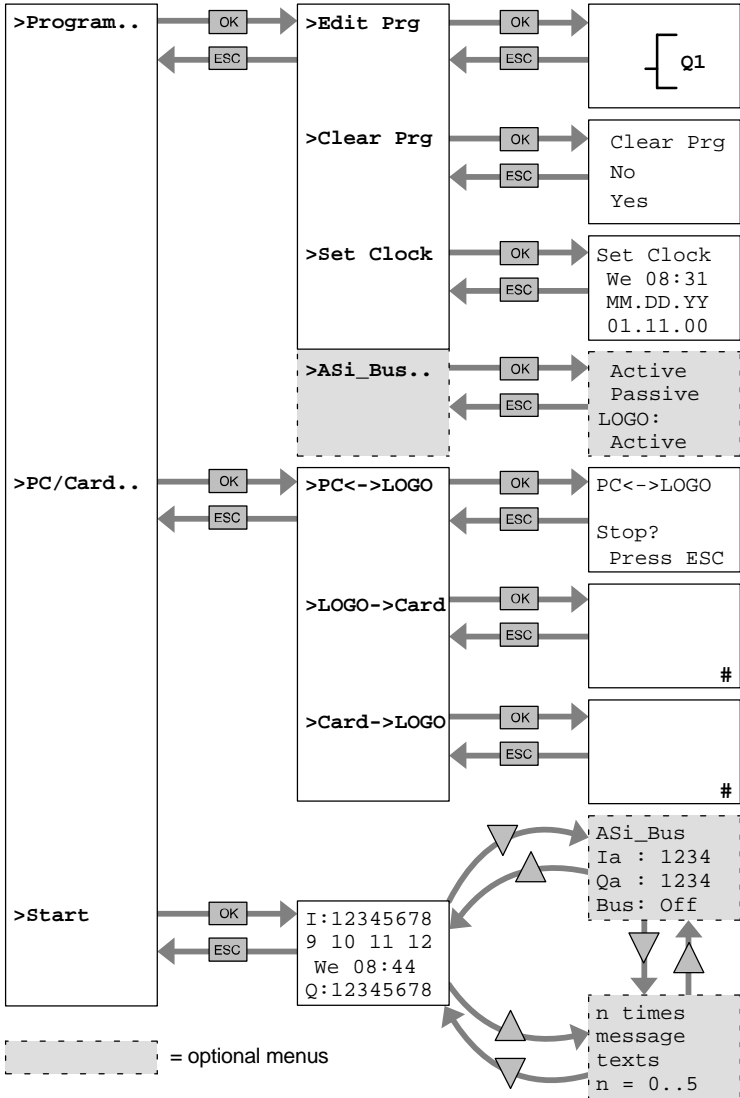 >Program..
OK
ESC
>Edit Prg
OK
ESC
Q1
>Clear Prg
OK
ESC
Clear Prg
No
Yes
>Set Clock
OK
ESC
Set Clock
We 08:31
MM.DD.YY
01.11.00
>ASi_Bus..
OK
ESC
Active
Passive
LOGO:
Active
>PC/Card..
OK
ESC
>PC<->LOGO
OK
ESC
PC<->LOGO
Stop?
Press ESC
>LOGO->Card
OK
ESC
#
>Card->LOGO
OK
ESC
#
>Start
OK
ESC
I:12345678
9 10 11 12
We 08:44
Q:12345678
ASi_Bus
Ia : 1234
Qa : 1234
Bus: Off
n times
message
texts
n = 0..5
= optional menus